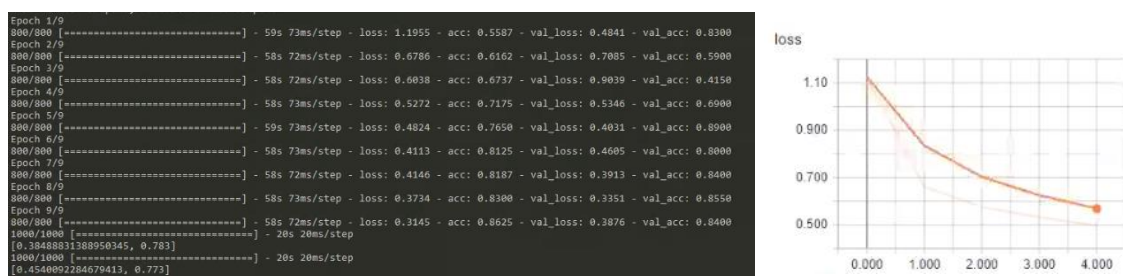 Epoch 1/9
800/800 [==============================] - 59s 73ms/step - loss: 1.1955 - acc: 0.5587 - val_loss: 0.4841 - val_acc: 0.8300
Epoch 2/9
800/800 [==============================] - 58s 72ms/step - loss: 0.6786 - acc: 0.6162 - val_loss: 0.7085 - val_acc: 0.5900
Epoch 3/9
800/800 [==============================] - 58s 72ms/step - loss: 0.6038 - acc: 0.6737 - val_loss: 0.9039 - val_acc: 0.4150
Epoch 4/9
800/800 [==============================] - 58s 73ms/step - loss: 0.5272 - acc: 0.7175 - val_loss: 0.5346 - val_acc: 0.6900
Epoch 5/9
800/800 [==============================] - 59s 73ms/step - loss: 0.4824 - acc: 0.7650 - val_loss: 0.4031 - val_acc: 0.8900
Epoch 6/9
800/800 [==============================] - 58s 73ms/step - loss: 0.4113 - acc: 0.8125 - val_loss: 0.4605 - val_acc: 0.8000
Epoch 7/9
800/800 [==============================] - 58s 72ms/step - loss: 0.4146 - acc: 0.8187 - val_loss: 0.3913 - val_acc: 0.8400
Epoch 8/9
800/800 [==============================] - 58s 73ms/step - loss: 0.3734 - acc: 0.8300 - val_loss: 0.3351 - val_acc: 0.8550
Epoch 9/9
800/800 [==============================] - 58s 72ms/step - loss: 0.3145 - acc: 0.8625 - val_loss: 0.3876 - val_acc: 0.8400
1000/1000 [==============================] - 20s 20ms/step
[0.38488831388950345, 0.783]
1000/1000 [==============================] - 20s 20ms/step
[0.4540092284679413, 0.773]
loss
1.10
0.900
0.700
0.500
0.000 1.000 2.000 3.000 4.000